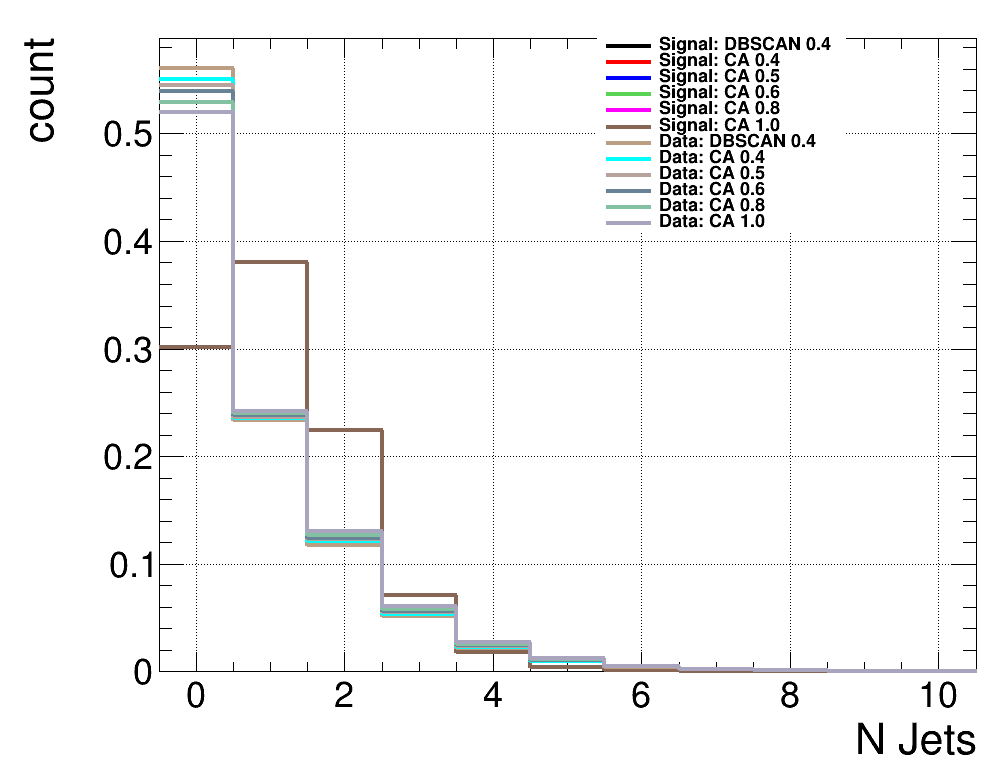 count
Signal: DBSCAN 0.4
Signal: CA 0.4
Signal: CA 0.5
Signal: CA 0.6
Signal: CA 0.8
Signal: CA 1.0
Data: DBSCAN 0.4
Data: CA 0.4
Data: CA 0.5
Data: CA 0.6
Data: CA 0.8
Data: CA 1.0
0.5
0.4
0.3
0.2
0.1
0
0 2 4 6 8 10
N Jets